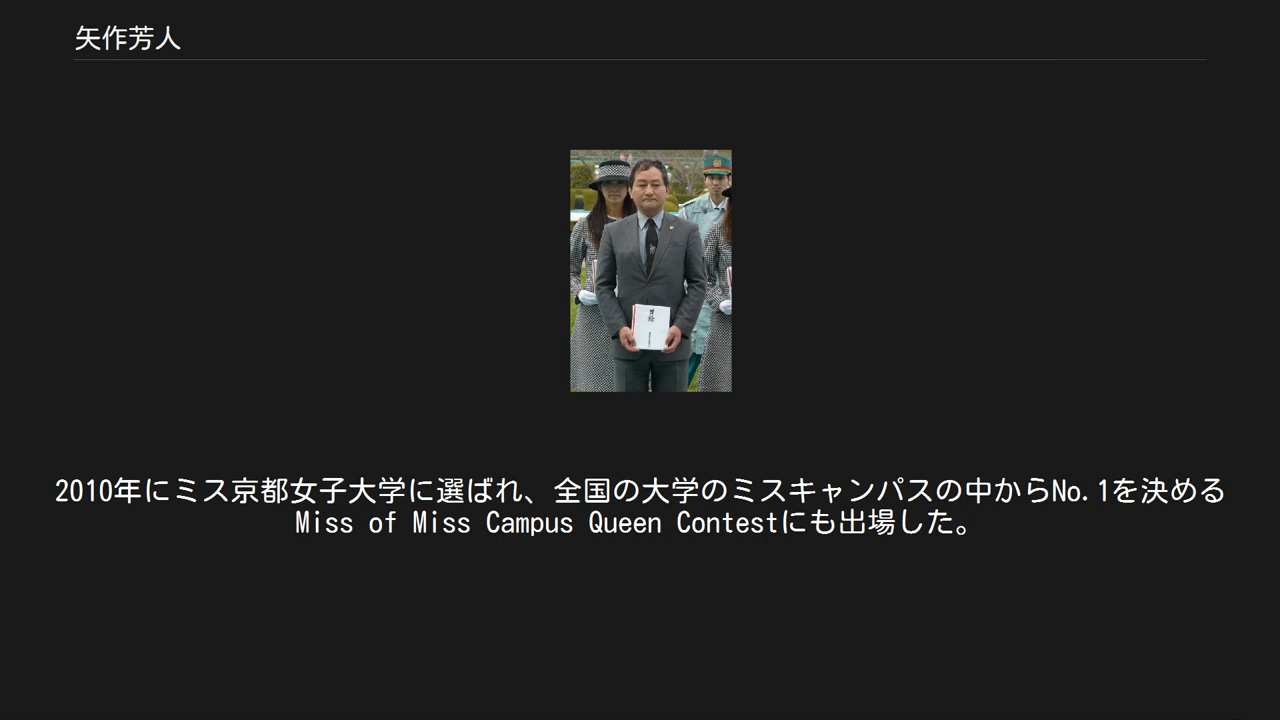 矢作芳人
目録
2010年にミス京都女子大学に選ばれ、全国の大学のミスキャンパスの中からNo.1を決める
Miss of Miss Campus Queen Contestにも出場した。